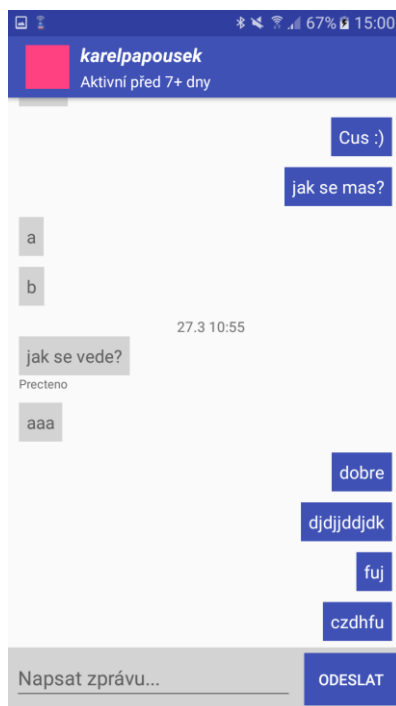 67% 15:00
karelpapousek
Aktivní před 7+ dny
Cus :)
jak se mas?
a
b
27.3 10:55
jak se vede?
Precteno
aaa
dobre
djdjjddjdk
fuj
czdhfu
Napsat zprávu...
ODESLAT